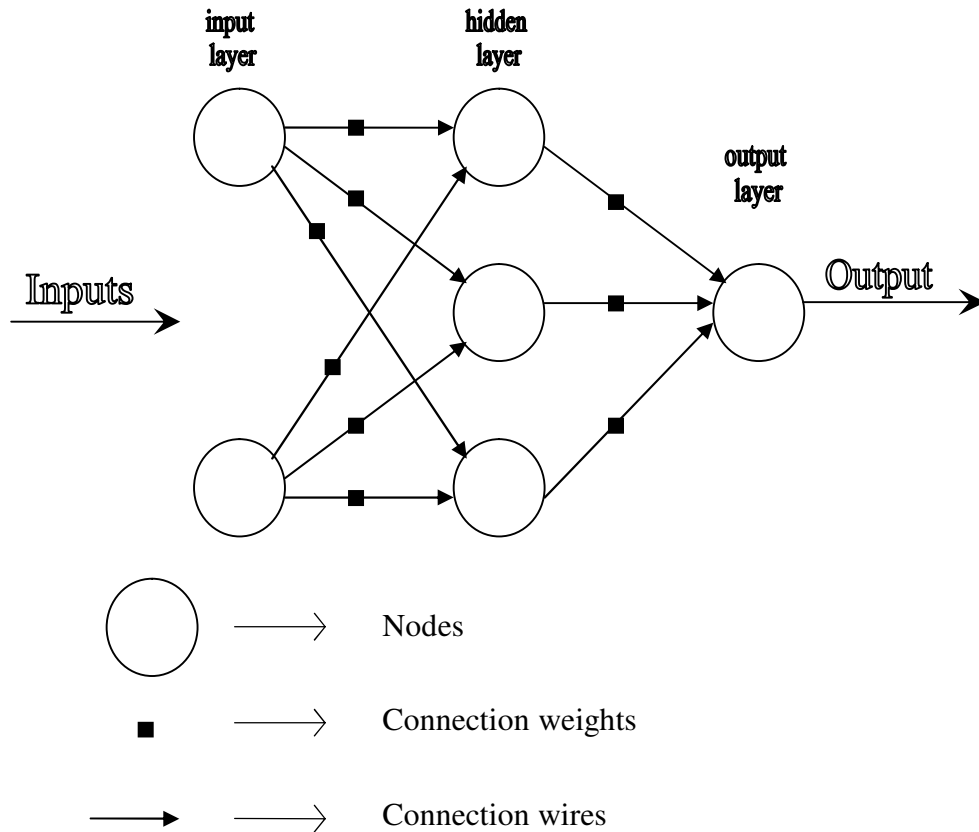 input
layer
hidden
layer
output
layer
Inputs
Output
Nodes
Connection weights
Connection wires